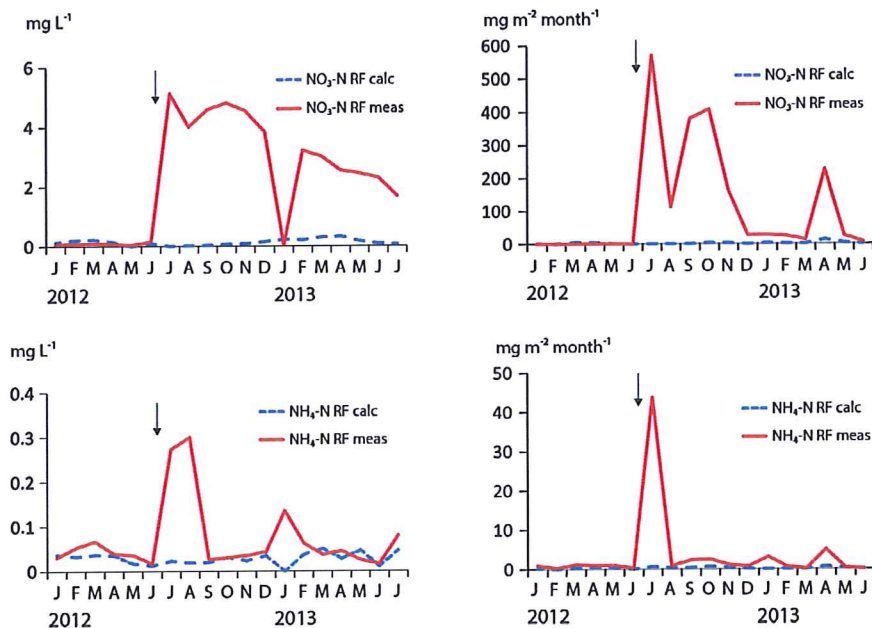 mg L⁻¹
6
4
2
0
NO₃-N RF calc
NO₃-N RF meas
J F M A M J J A S O N D J F M A M J J
2012 2013
mg m⁻² month⁻¹
600
500
400
300
200
100
0
NO₃-N RF calc
NO₃-N RF meas
J F M A M J J A S O N D J F M A M J
2012 2013
mg L⁻¹
0.4
0.3
0.2
0.1
0
NH₄-N RF calc
NH₄-N RF meas
J F M A M J J A S O N D J F M A M J J
2012 2013
mg m⁻² month⁻¹
50
40
30
20
10
0
NH₄-N RF calc
NH₄-N RF meas
J F M A M J J A S O N D J F M A M J
2012 2013